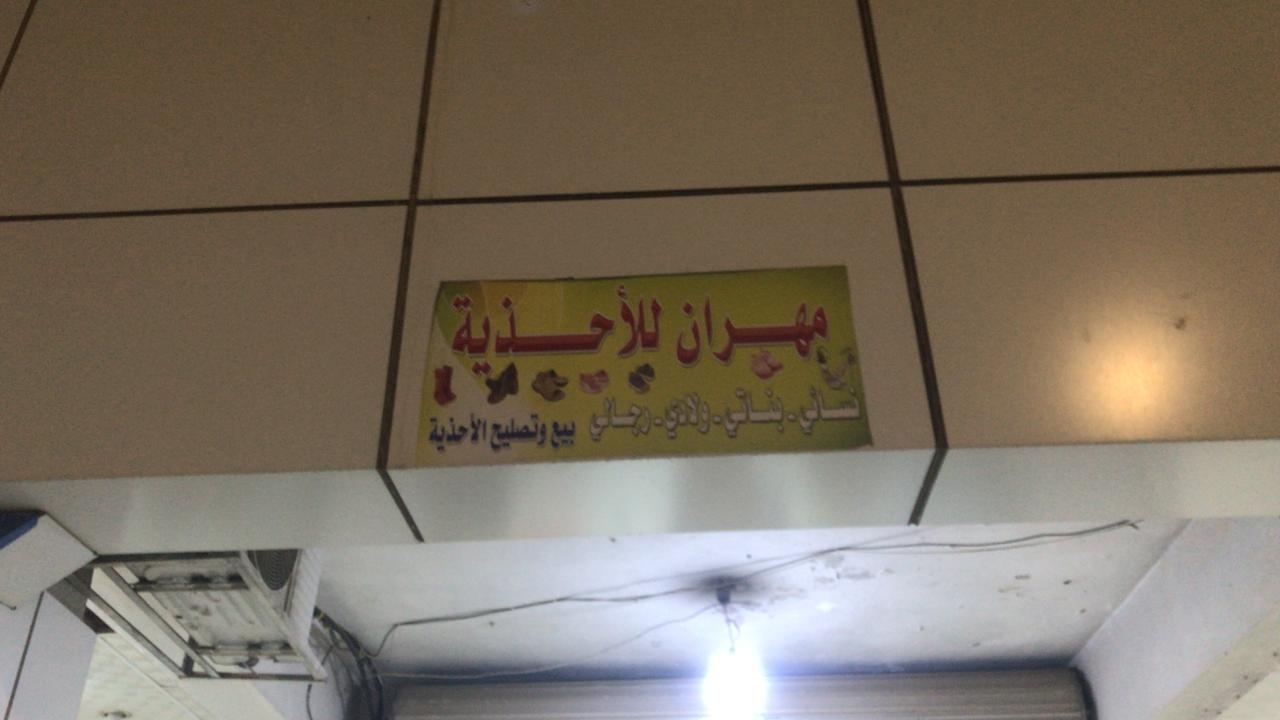 مهران للأحذية
نسائي - بناتي - ولادي - رجالي
بيع وتصليح الأحذية